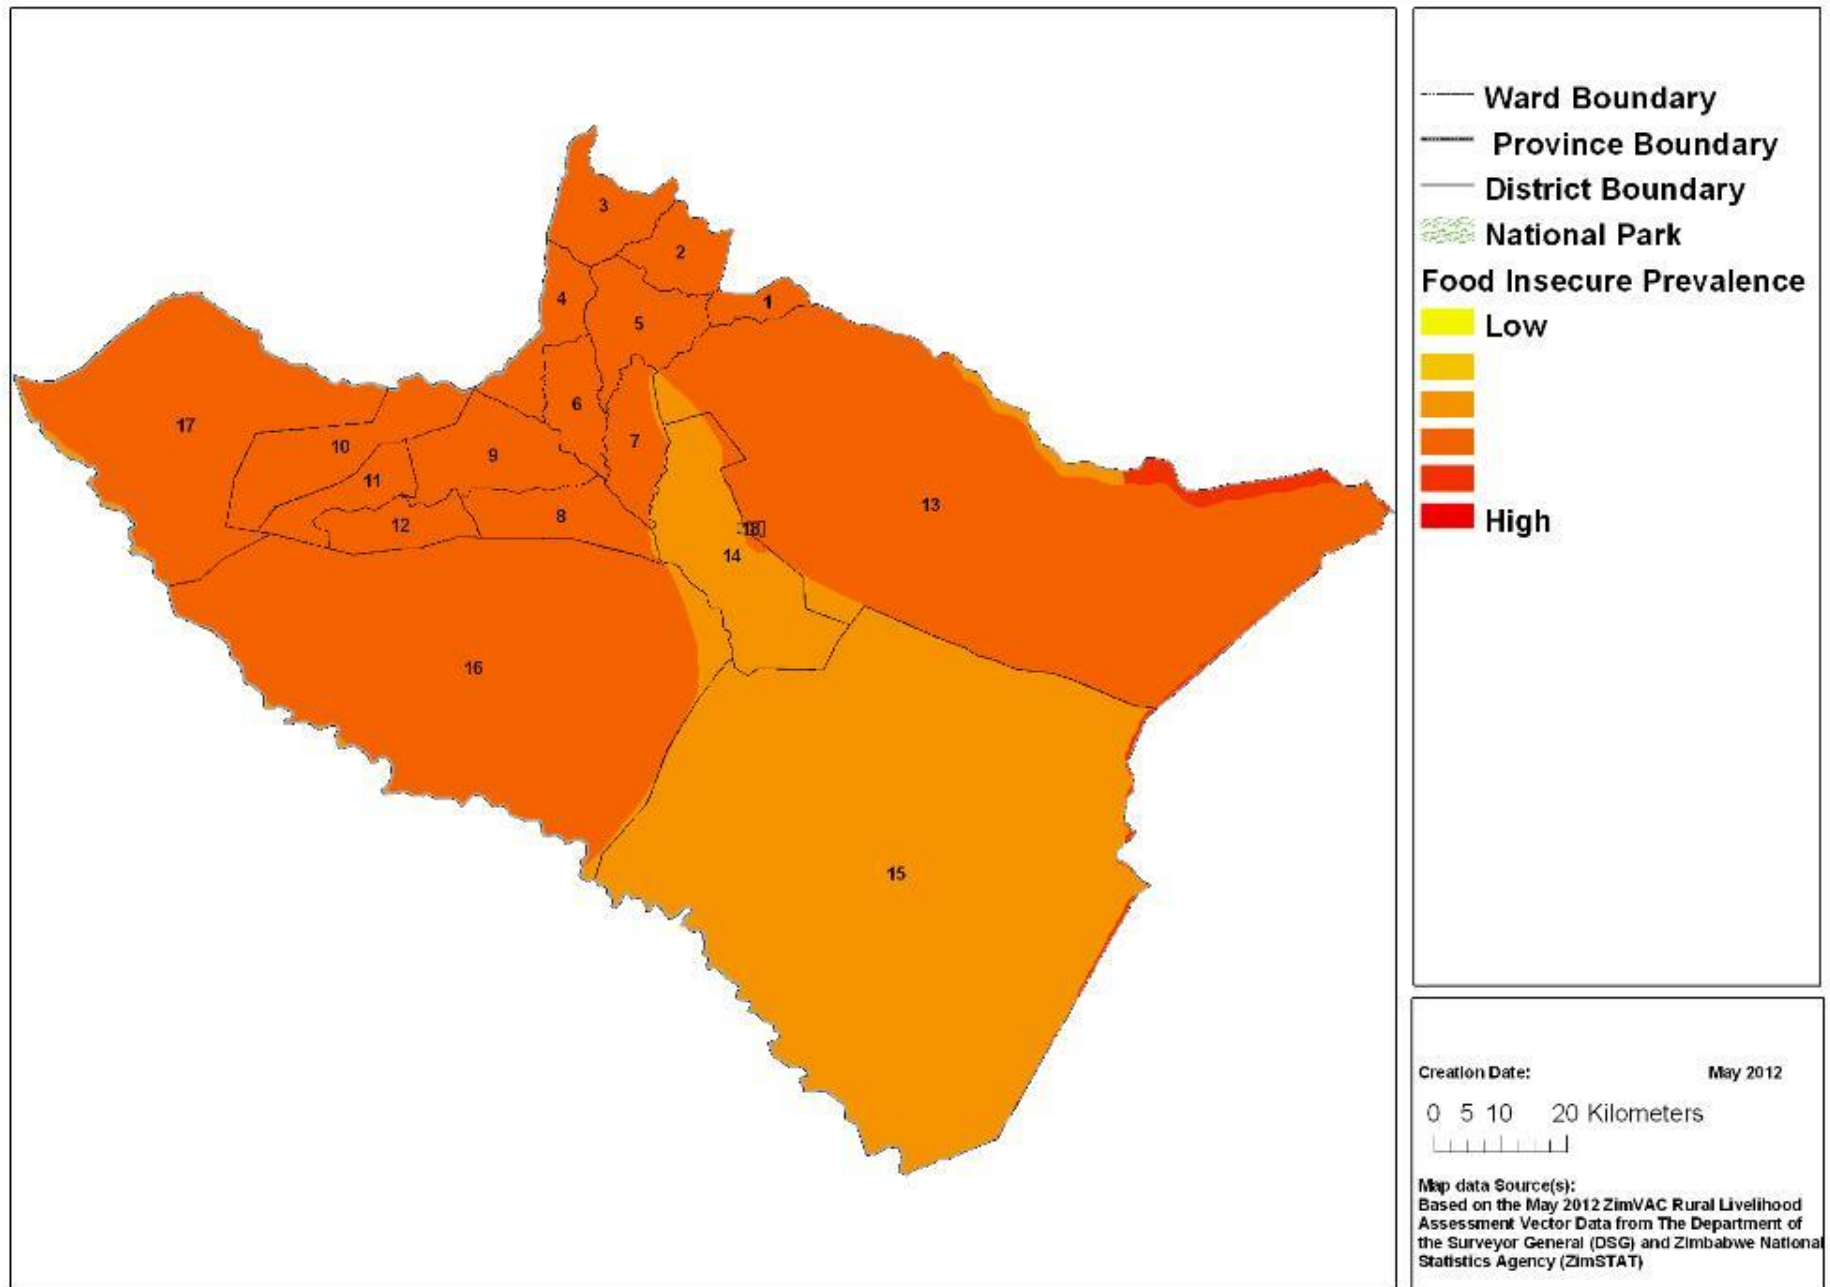 3
2
4
1
5
6
17
7
10
9
11
13
8
12
18
14
16
15
Ward Boundary
Province Boundary
District Boundary
National Park
Food Insecure Prevalence
Low
High
Creation Date: May 2012
0 5 10 20 Kilometers
Map data Source(s):
Based on the May 2012 ZimVAC Rural Livelihood
Assessment Vector Data from The Department of
the Surveyor General (DSG) and Zimbabwe National
Statistics Agency (ZimSTAT)